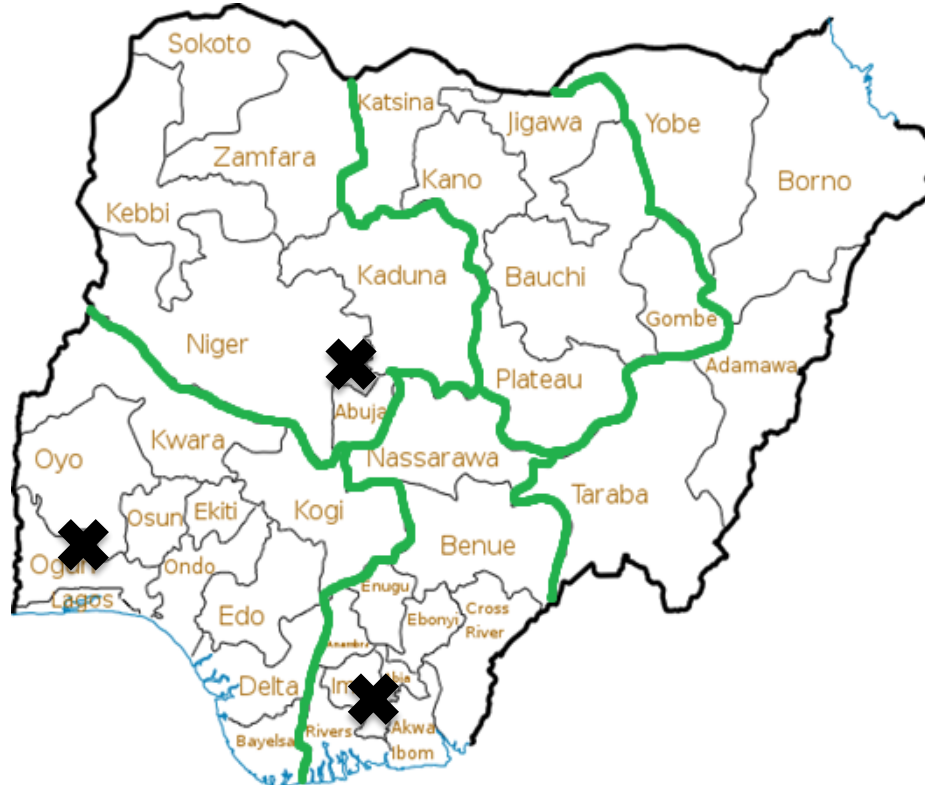 Sokoto
Katsina
Jigawa
Yobe
Zamfara
Kano
Borno
Kebbi
Kaduna
Bauchi
Gombe
Niger
Adamawa
Plateau
Abuja
Kwara
Oyo
Nassarawa
Taraba
Osun
Ekiti
Kogi
Benue
Ondo
Enugu
Lagos
Edo
Ebonyi
Cross
River
Anambra
Delta
Rivers
Bayelsa
Akwa
Ibom